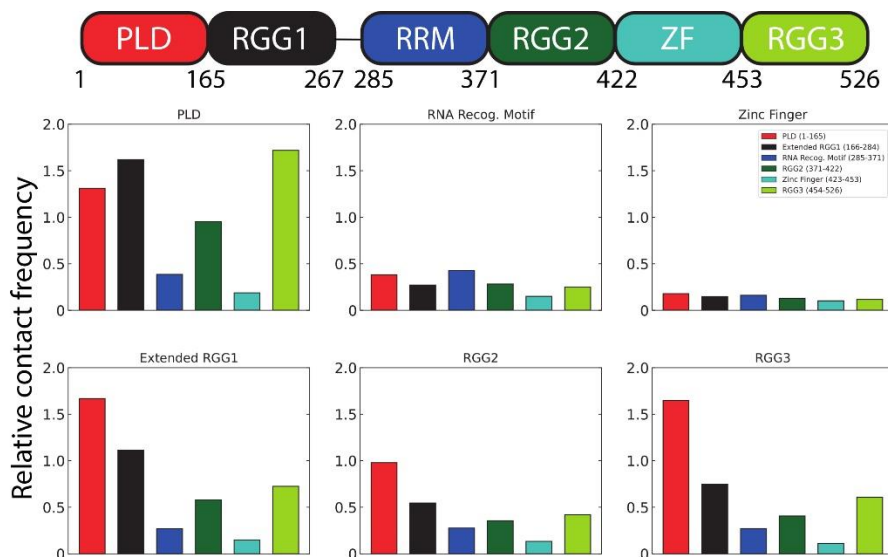 PLD RGG1 RRM RGG2 ZF RGG3
1 165 267 285 371 422 453 526
Relative contact frequency
PLD
2.0
1.5
1.0
0.5
0
RNA Recog. Motif
2.0
1.5
1.0
0.5
0
Zinc Finger
2.0
1.5
1.0
0.5
0
PLD (1-165)
Extended RGG1 (166-284)
RNA Recog. Motif (285-371)
RGG2 (371-422)
Zinc Finger (423-453)
RGG3 (454-526)
Extended RGG1
2.0
1.5
1.0
0.5
0
RGG2
2.0
1.5
1.0
0.5
0
RGG3
2.0
1.5
1.0
0.5
0